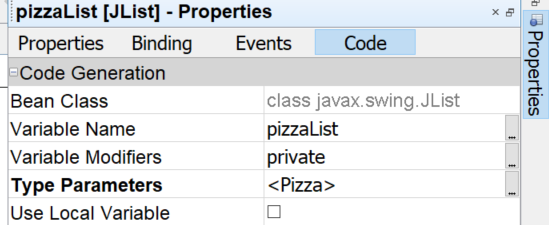 pizzaList [JList] - Properties
Properties Binding Events Code
Code Generation
Bean Class class javax.swing.JList
Variable Name pizzaList ...
Variable Modifiers private ...
Type Parameters <Pizza> ...
Use Local Variable
Properties